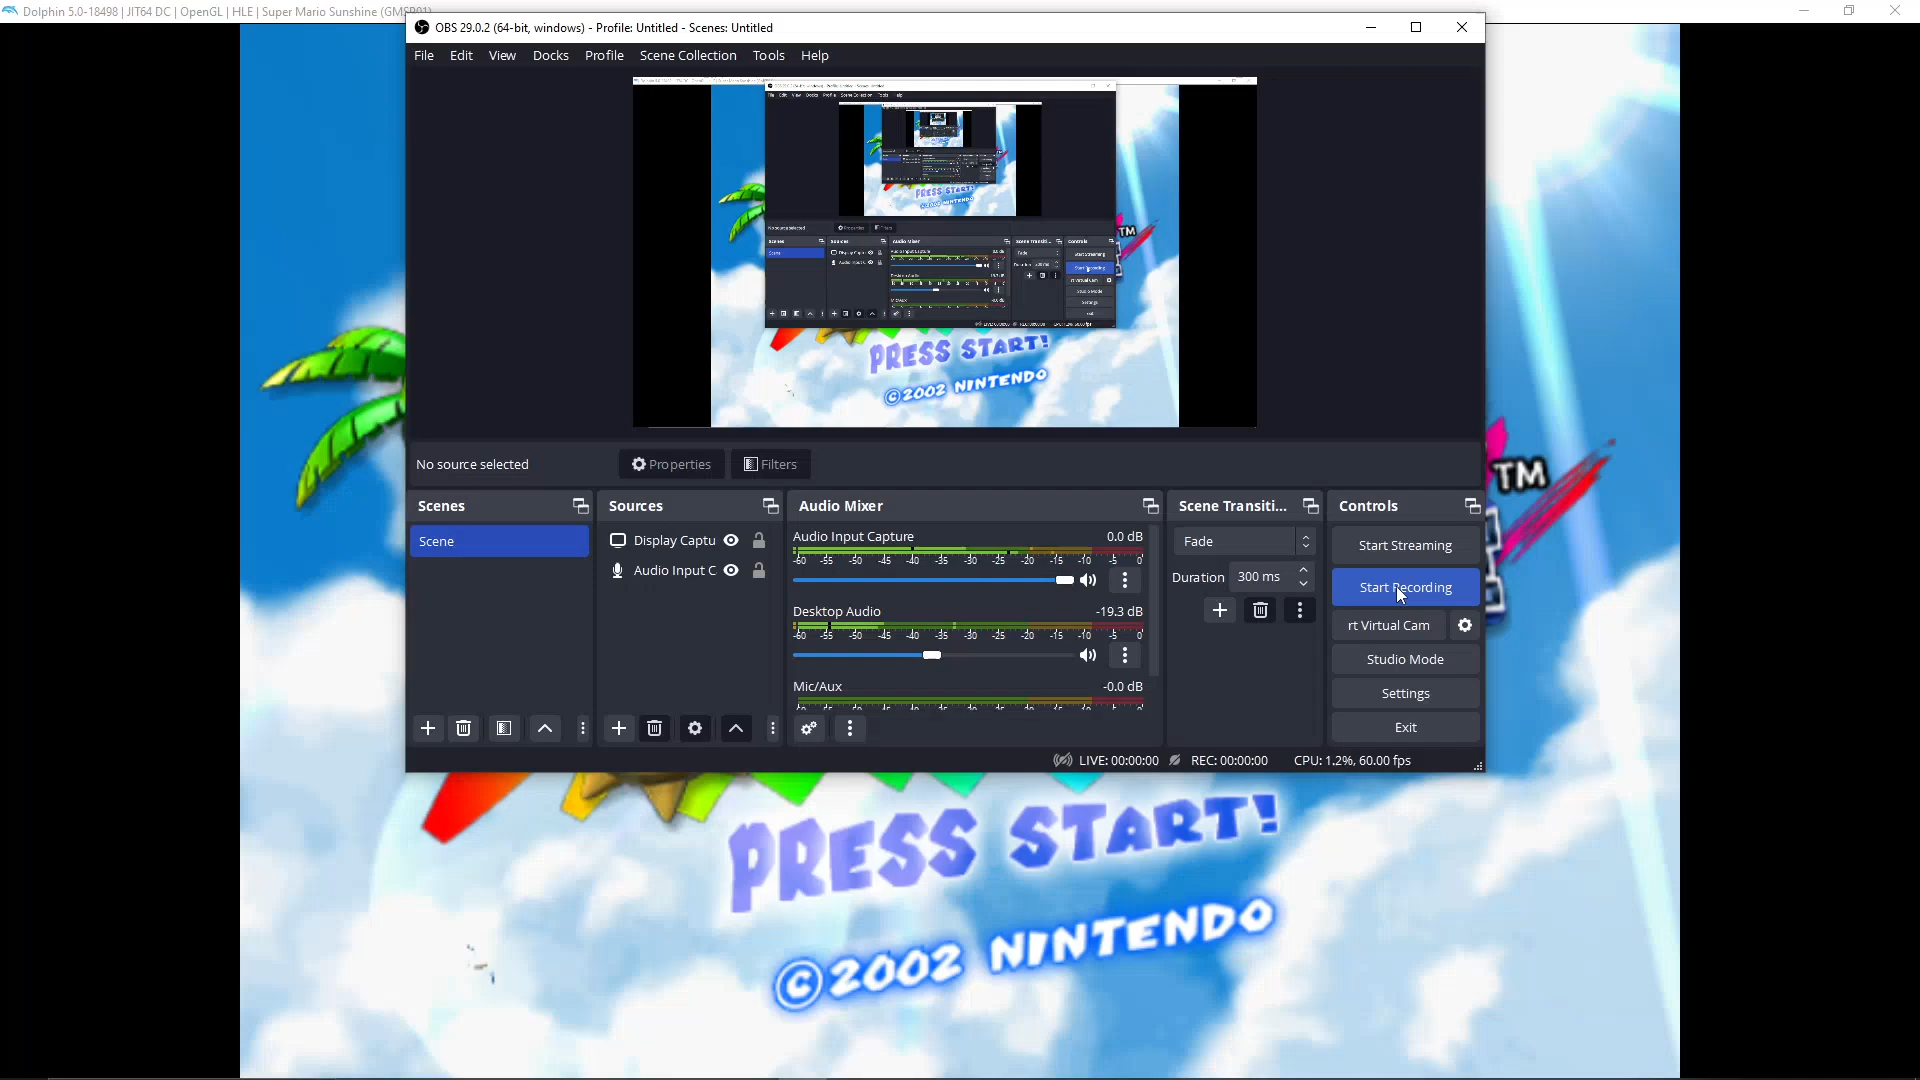 Dolphin 5.0-18498 | JIT64 DC | OpenGL | HLE | Super Mario Sunshine (GMSP01)
OBS 29.0.2 (64-bit, windows) - Profile: Untitled - Scenes: Untitled
File Edit View Docks Profile Scene Collection Tools Help
PRESS START!
©2002 NINTENDO
TM
No source selected
Properties
Filters
Scenes
Scene
Sources
Display Captu
Audio Input C
Audio Mixer
Audio Input Capture 0.0 dB
-60 -55 -50 -45 -40 -35 -30 -25 -20 -15 -10 -5 0
Desktop Audio -19.3 dB
-60 -55 -50 -45 -40 -35 -30 -25 -20 -15 -10 -5 0
Mic/Aux -0.0 dB
Scene Transiti...
Fade
Duration 300 ms
Controls
Start Streaming
Start Recording
rt Virtual Cam
Studio Mode
Settings
Exit
LIVE: 00:00:00 REC: 00:00:00 CPU: 1.2%, 60.00 fps
TM
PRESS START!
©2002 NINTENDO